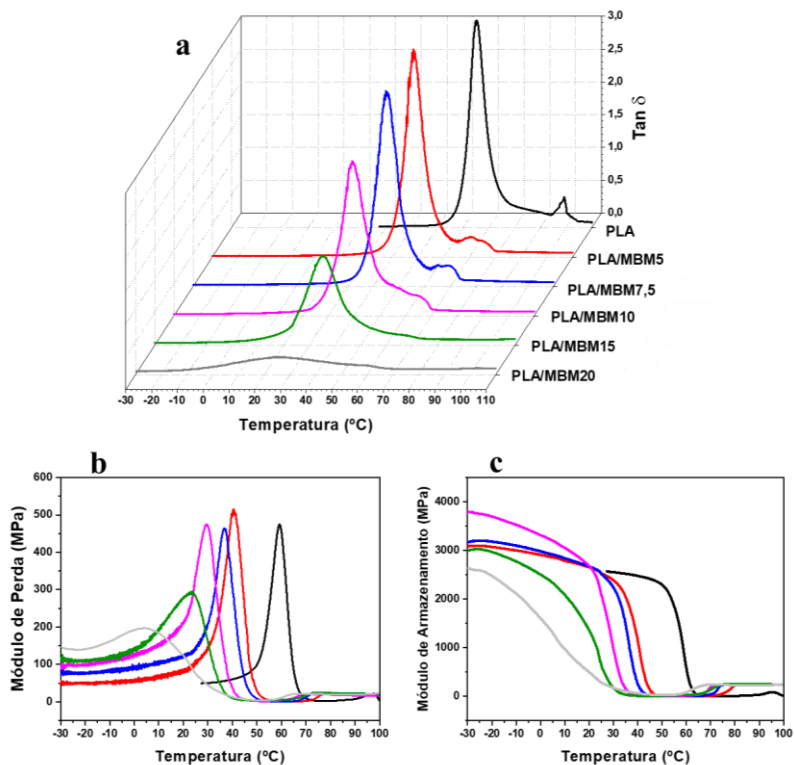 a
3,0
2,5
2,0
1,5
1,0
0,5
0,0
Tan δ
PLA
PLA/MBM5
PLA/MBM7,5
PLA/MBM10
PLA/MBM15
PLA/MBM20
-30 -20 -10 0 10 20 30 40 50 60 70 80 90 100 110
Temperatura (ºC)
b
600
500
400
300
200
100
0
Módulo de Perda (MPa)
-30 -20 -10 0 10 20 30 40 50 60 70 80 90 100
Temperatura (ºC)
c
4000
3000
2000
1000
0
Módulo de Armazenamento (MPa)
-30 -20 -10 0 10 20 30 40 50 60 70 80 90 100
Temperatura (ºC)